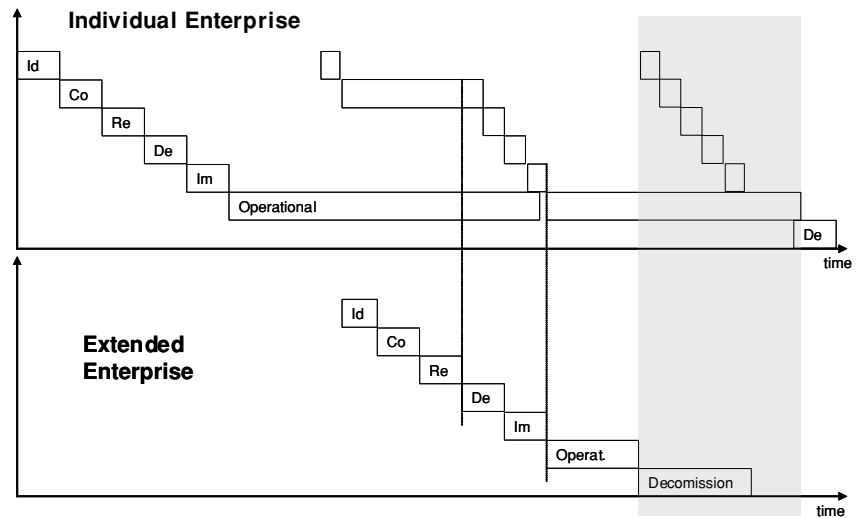 Individual Enterprise
Id
Co
Re
De
Im
Operational
De
time
Extended
Enterprise
Id
Co
Re
De
Im
Operat.
Decomission
time